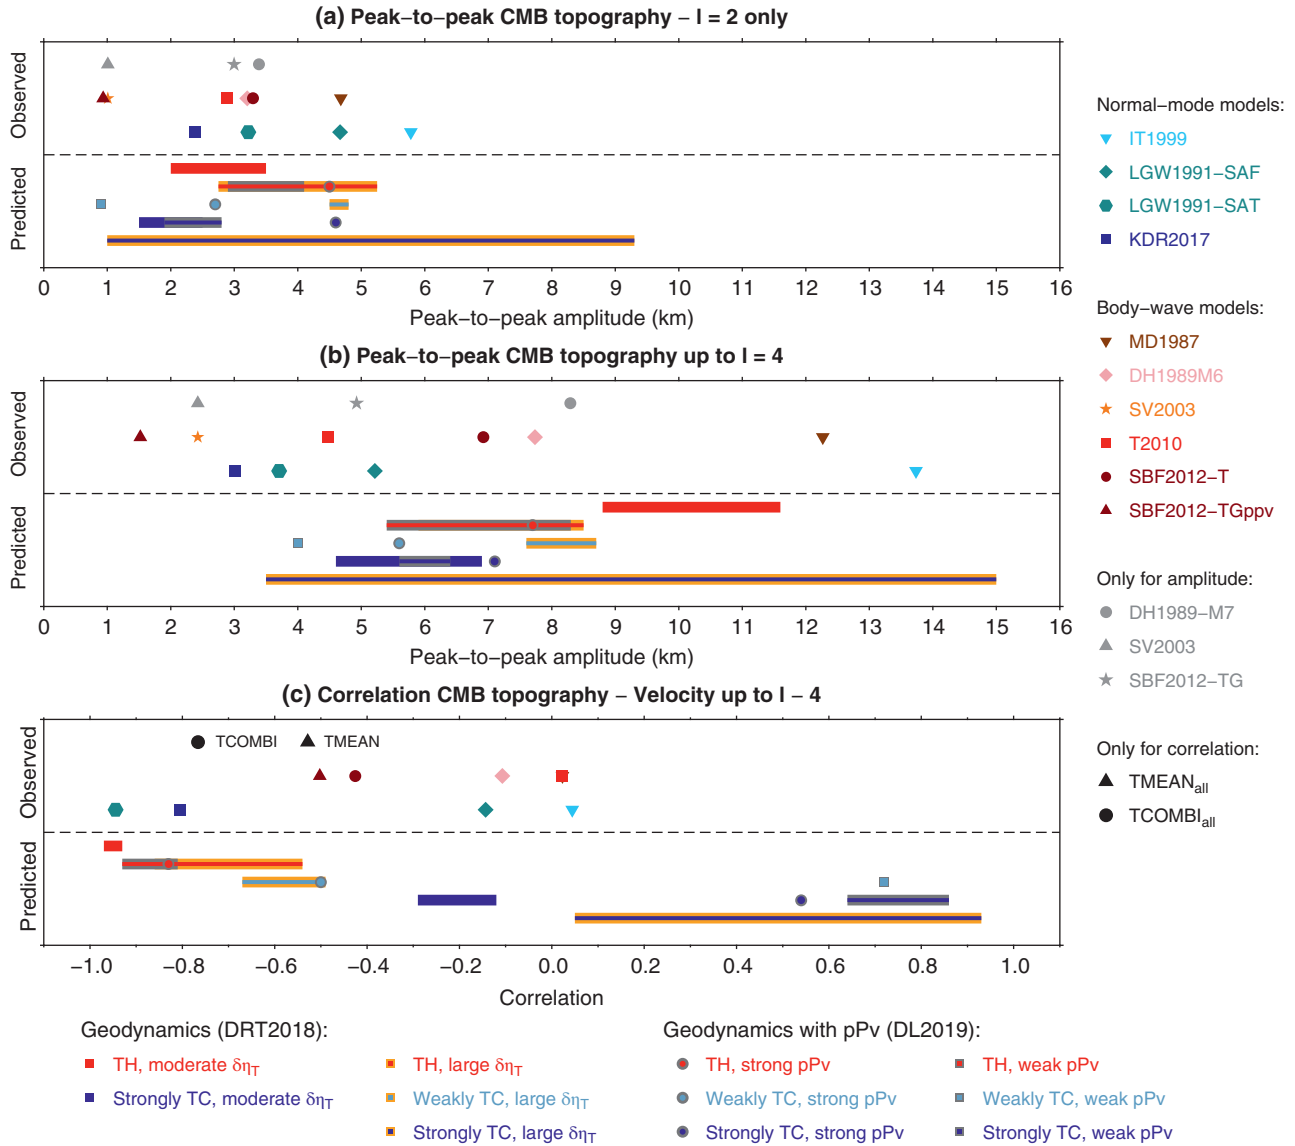 (a) Peak−to−peak CMB topography − l = 2 only
Observed
Predicted
0 1 2 3 4 5 6 7 8 9 10 11 12 13 14 15 16
Peak−to−peak amplitude (km)
(b) Peak−to−peak CMB topography up to l = 4
Observed
Predicted
0 1 2 3 4 5 6 7 8 9 10 11 12 13 14 15 16
Peak−to−peak amplitude (km)
(c) Correlation CMB topography − Velocity up to l − 4
Observed
Predicted
TCOMBI TMEAN
−1.0 −0.8 −0.6 −0.4 −0.2 0.0 0.2 0.4 0.6 0.8 1.0
Correlation
Normal−mode models:
IT1999
LGW1991−SAF
LGW1991−SAT
KDR2017
Body−wave models:
MD1987
DH1989M6
SV2003
T2010
SBF2012−T
SBF2012−TGppv
Only for amplitude:
DH1989−M7
SV2003
SBF2012−TG
Only for correlation:
TMEANall
TCOMBIall
Geodynamics (DRT2018):
TH, moderate δηT
Strongly TC, moderate δηT
TH, large δηT
Weakly TC, large δηT
Strongly TC, large δηT
Geodynamics with pPv (DL2019):
TH, strong pPv
Weakly TC, strong pPv
Strongly TC, strong pPv
TH, weak pPv
Weakly TC, weak pPv
Strongly TC, weak pPv